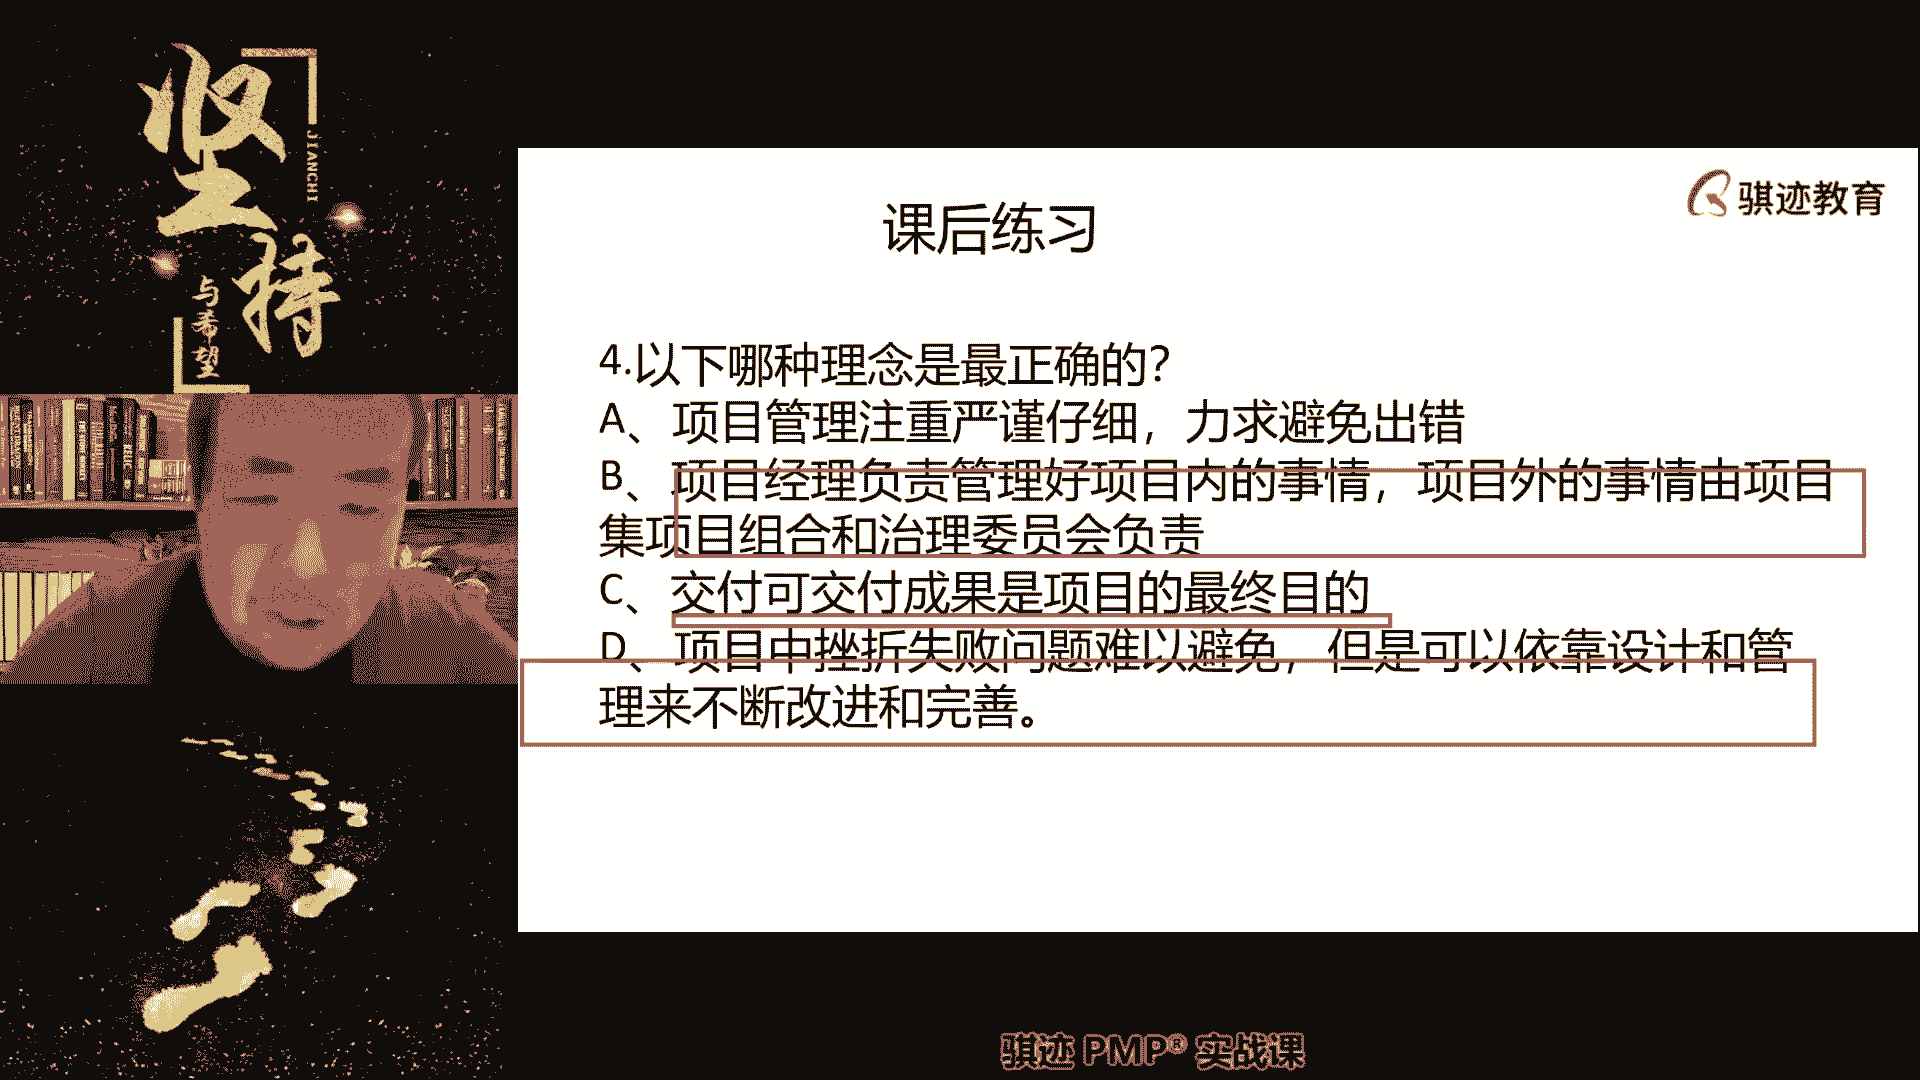 坚持
JIANCHI
与希望
骐迹教育
课后练习
4.以下哪种理念是最正确的?
A、项目管理注重严谨仔细，力求避免出错
B、项目经理负责管理好项目内的事情，项目外的事情由项目
集项目组合和治理委员会负责
C、交付可交付成果是项目的最终目的
D、项目中挫折失败问题难以避免，但是可以依靠设计和管
理来不断改进和完善。
骐迹 PMP® 实战课